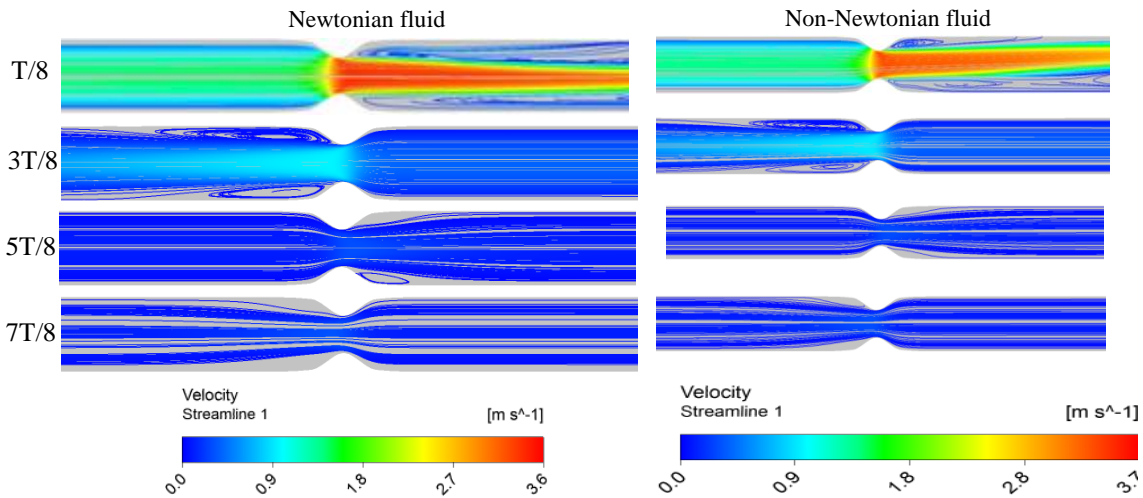 Newtonian fluid
Non-Newtonian fluid
T/8
3T/8
5T/8
7T/8
Velocity
Streamline 1
[m s^-1]
0.0
0.9
1.8
2.7
3.6
Velocity
Streamline 1
[m s^-1]
0.0
0.9
1.8
2.8